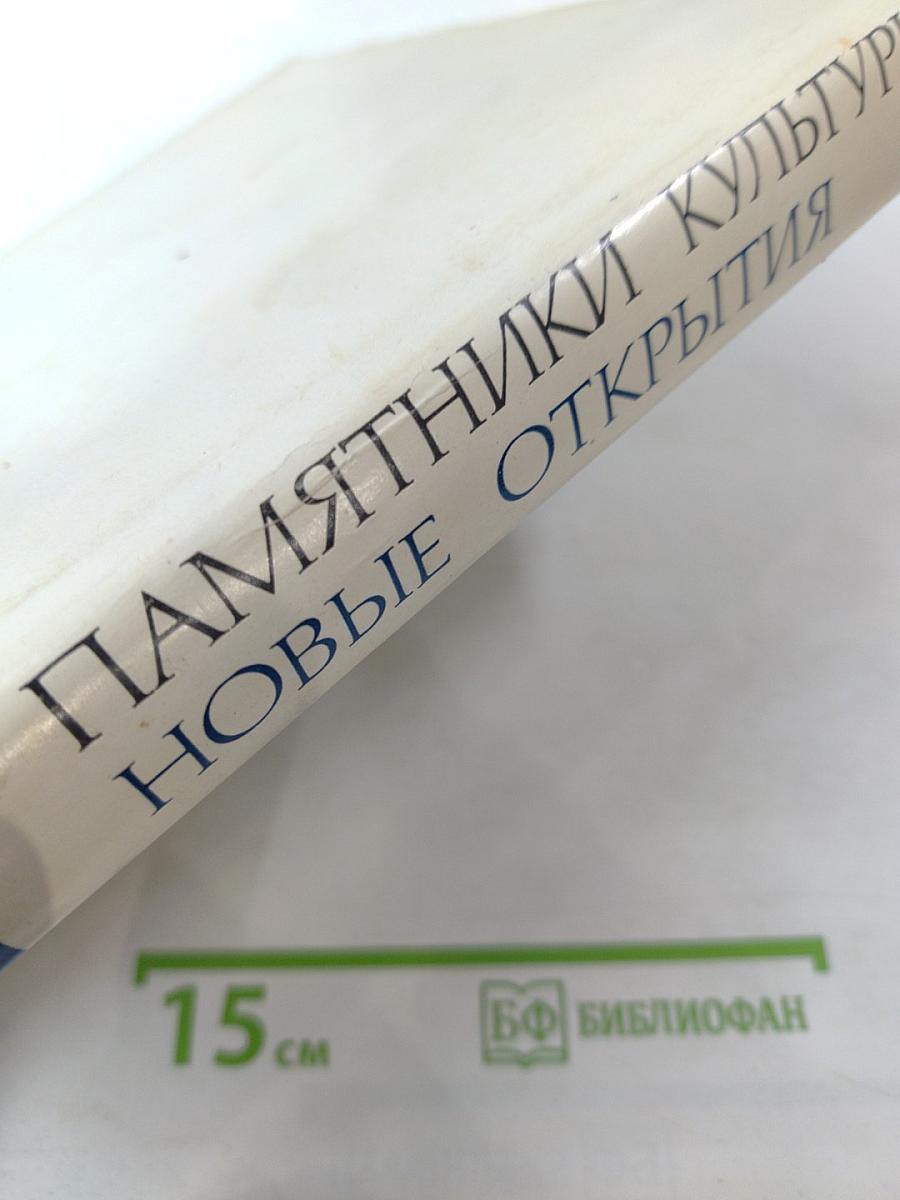 ПАМЯТНИКИ КУЛЬТУРЫ
НОВЫЕ ОТКРЫТИЯ
15 см
БФ БИБЛИОФАН